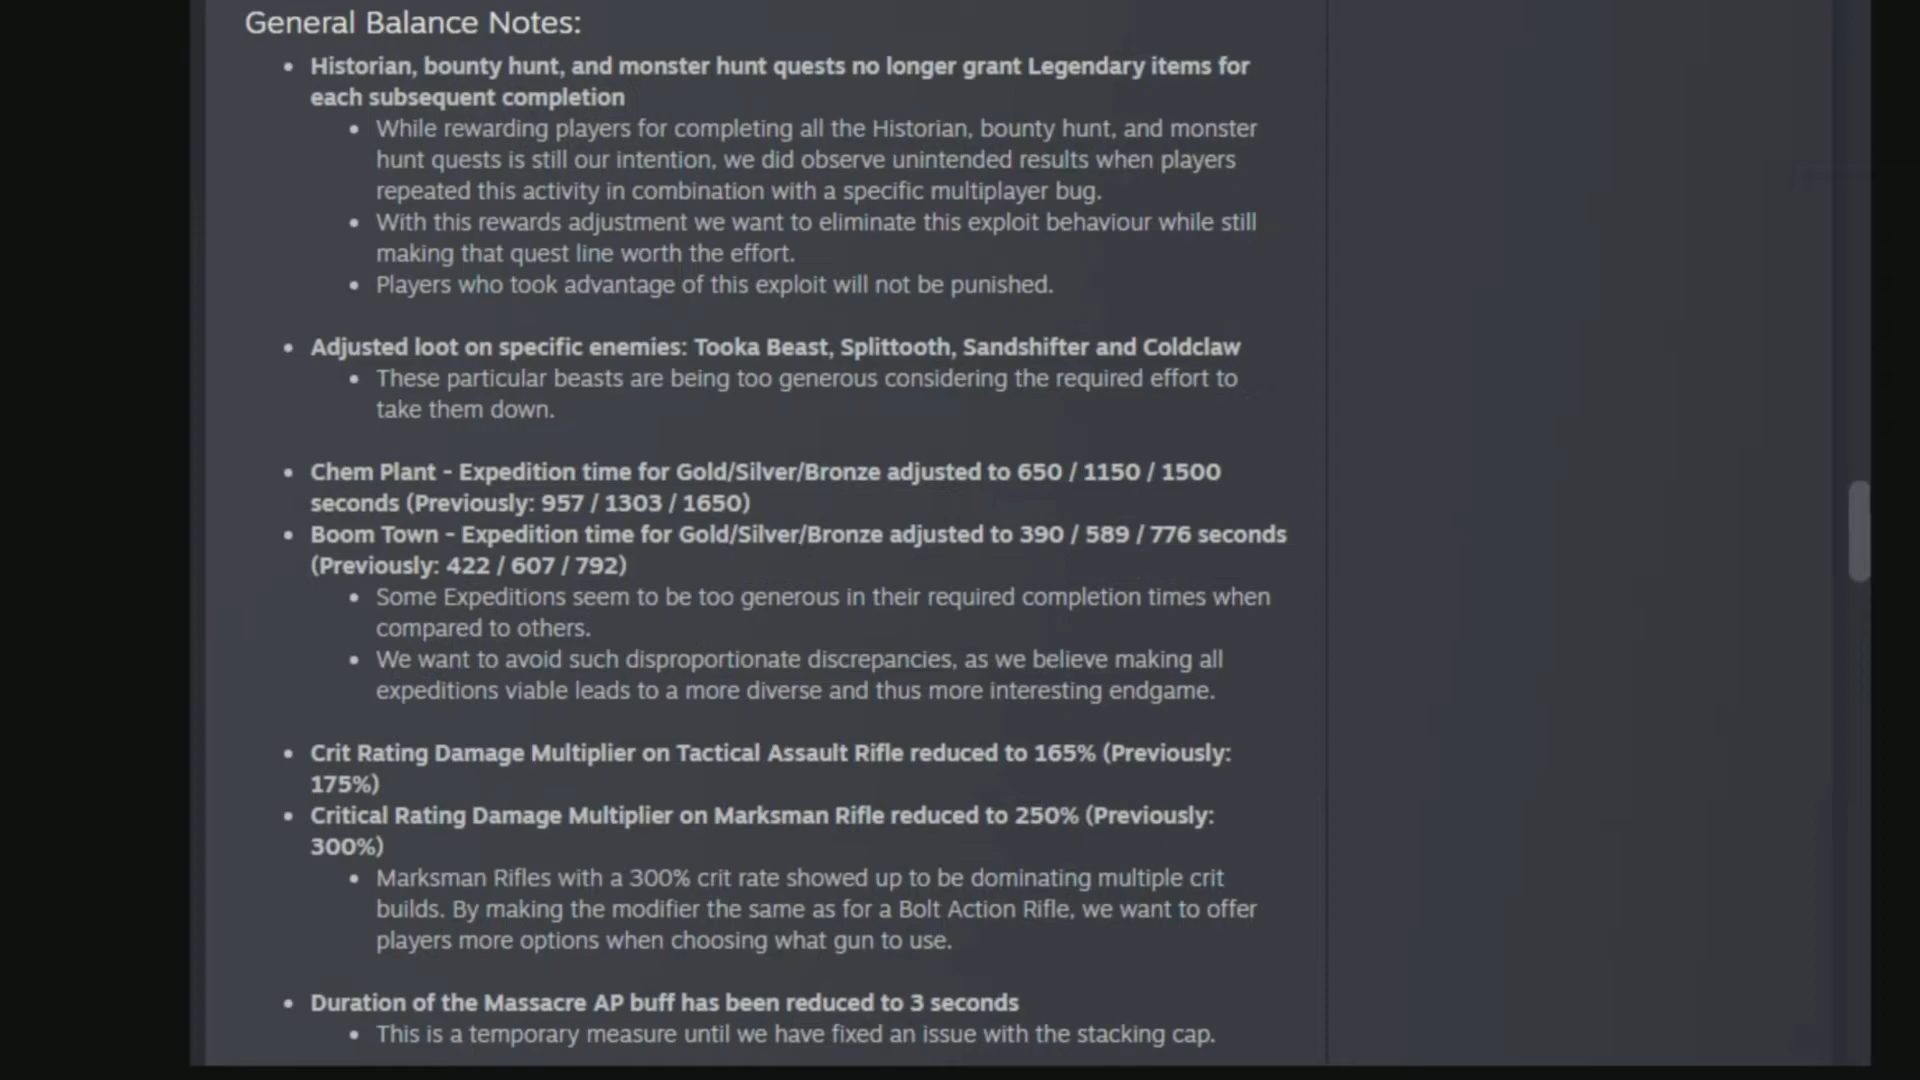 General Balance Notes:
• Historian, bounty hunt, and monster hunt quests no longer grant Legendary items for
each subsequent completion
• While rewarding players for completing all the Historian, bounty hunt, and monster
hunt quests is still our intention, we did observe unintended results when players
repeated this activity in combination with a specific multiplayer bug.
• With this rewards adjustment we want to eliminate this exploit behaviour while still
making that quest line worth the effort.
• Players who took advantage of this exploit will not be punished.
• Adjusted loot on specific enemies: Tooka Beast, Splittooth, Sandshifter and Coldclaw
• These particular beasts are being too generous considering the required effort to
take them down.
• Chem Plant - Expedition time for Gold/Silver/Bronze adjusted to 650 / 1150 / 1500
seconds (Previously: 957 / 1303 / 1650)
• Boom Town - Expedition time for Gold/Silver/Bronze adjusted to 390 / 589 / 776 seconds
(Previously: 422 / 607 / 792)
• Some Expeditions seem to be too generous in their required completion times when
compared to others.
• We want to avoid such disproportionate discrepancies, as we believe making all
expeditions viable leads to a more diverse and thus more interesting endgame.
• Crit Rating Damage Multiplier on Tactical Assault Rifle reduced to 165% (Previously:
175%)
• Critical Rating Damage Multiplier on Marksman Rifle reduced to 250% (Previously:
300%)
• Marksman Rifles with a 300% crit rate showed up to be dominating multiple crit
builds. By making the modifier the same as for a Bolt Action Rifle, we want to offer
players more options when choosing what gun to use.
• Duration of the Massacre AP buff has been reduced to 3 seconds
• This is a temporary measure until we have fixed an issue with the stacking cap.